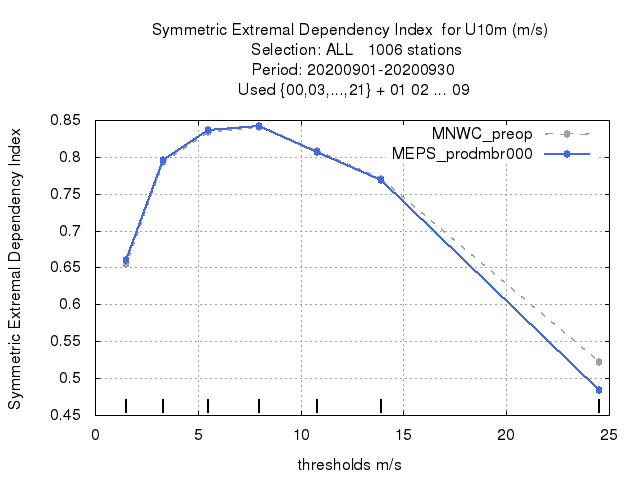 Symmetric Extremal Dependency Index  for U10m (m/s)
Selection: ALL   1006 stations
Period: 20200901-20200930
Used {00,03,...,21} + 01 02 ... 09
Symmetric Extremal Dependency Index
0.85
0.8
0.75
0.7
0.65
0.6
0.55
0.5
0.45
MNWC_preop
MEPS_prodmbr000
0 5 10 15 20 25
thresholds m/s